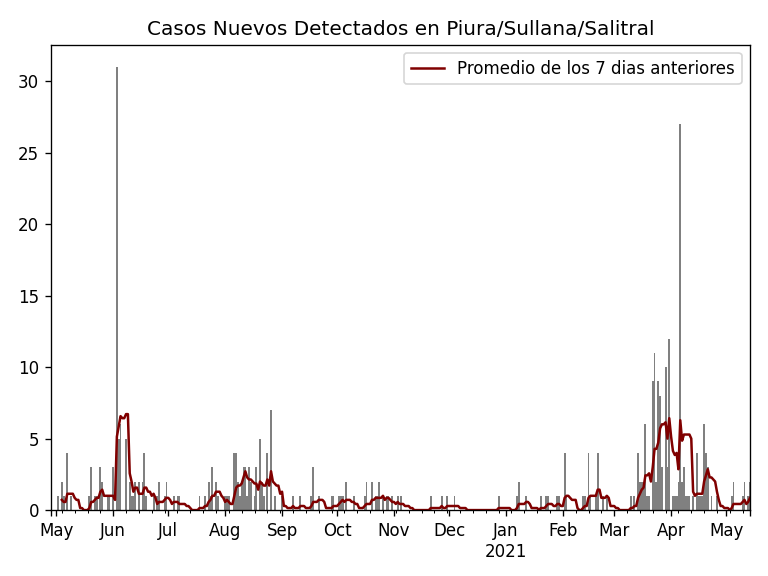 Casos Nuevos Detectados en Piura/Sullana/Salitral
Promedio de los 7 dias anteriores
30
25
20
15
10
5
0
May Jun Jul Aug Sep Oct Nov Dec Jan Feb Mar Apr May
2021